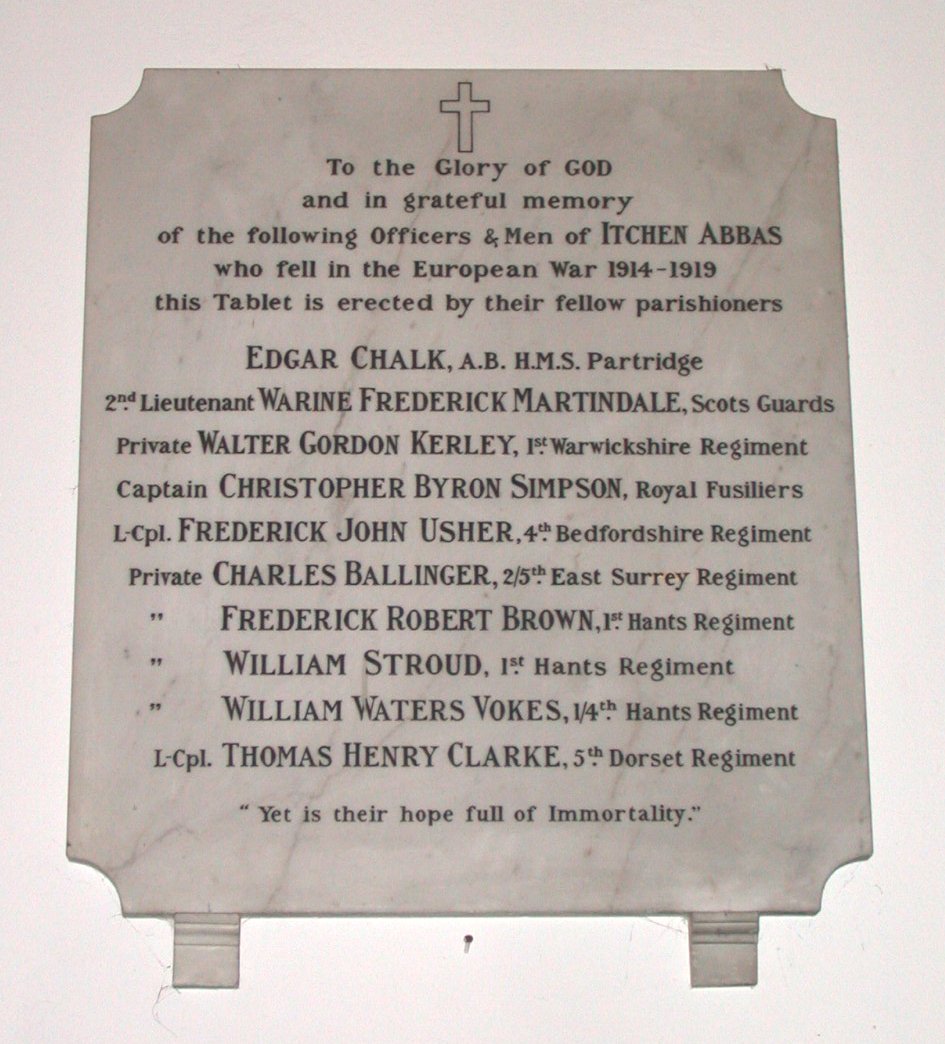 To the Glory of GOD
and in grateful memory
of the following Officers & Men of ITCHEN ABBAS
who fell in the European War 1914-1919
this Tablet is erected by their fellow parishioners
EDGAR CHALK, A.B. H.M.S. Partridge
2nd Lieutenant WARINE FREDERICK MARTINDALE, Scots Guards
Private WALTER GORDON KERLEY, 1st Warwickshire Regiment
Captain CHRISTOPHER BYRON SIMPSON, Royal Fusiliers
L-Cpl. FREDERICK JOHN USHER, 4th Bedfordshire Regiment
Private CHARLES BALLINGER, 2/5th East Surrey Regiment
" FREDERICK ROBERT BROWN, 1st Hants Regiment
" WILLIAM STROUD, 1st Hants Regiment
" WILLIAM WATERS VOKES, 1/4th Hants Regiment
L-Cpl. THOMAS HENRY CLARKE, 5th Dorset Regiment
"Yet is their hope full of Immortality."